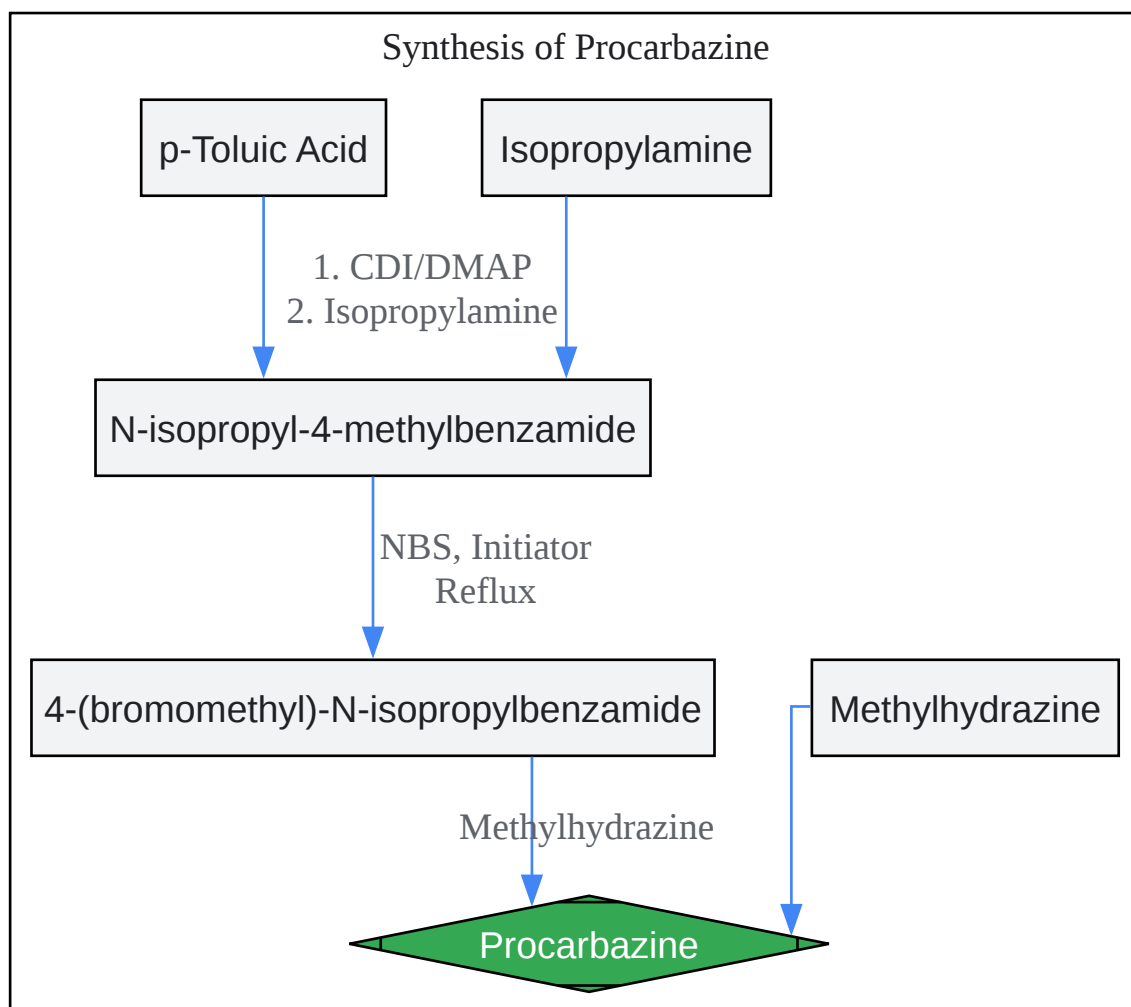 Synthesis of Procarbazine
p-Toluic Acid
Isopropylamine
1. CDI/DMAP
2. Isopropylamine
N-isopropyl-4-methylbenzamide
NBS, Initiator
Reflux
4-(bromomethyl)-N-isopropylbenzamide
Methylhydrazine
Methylhydrazine
Procarbazine